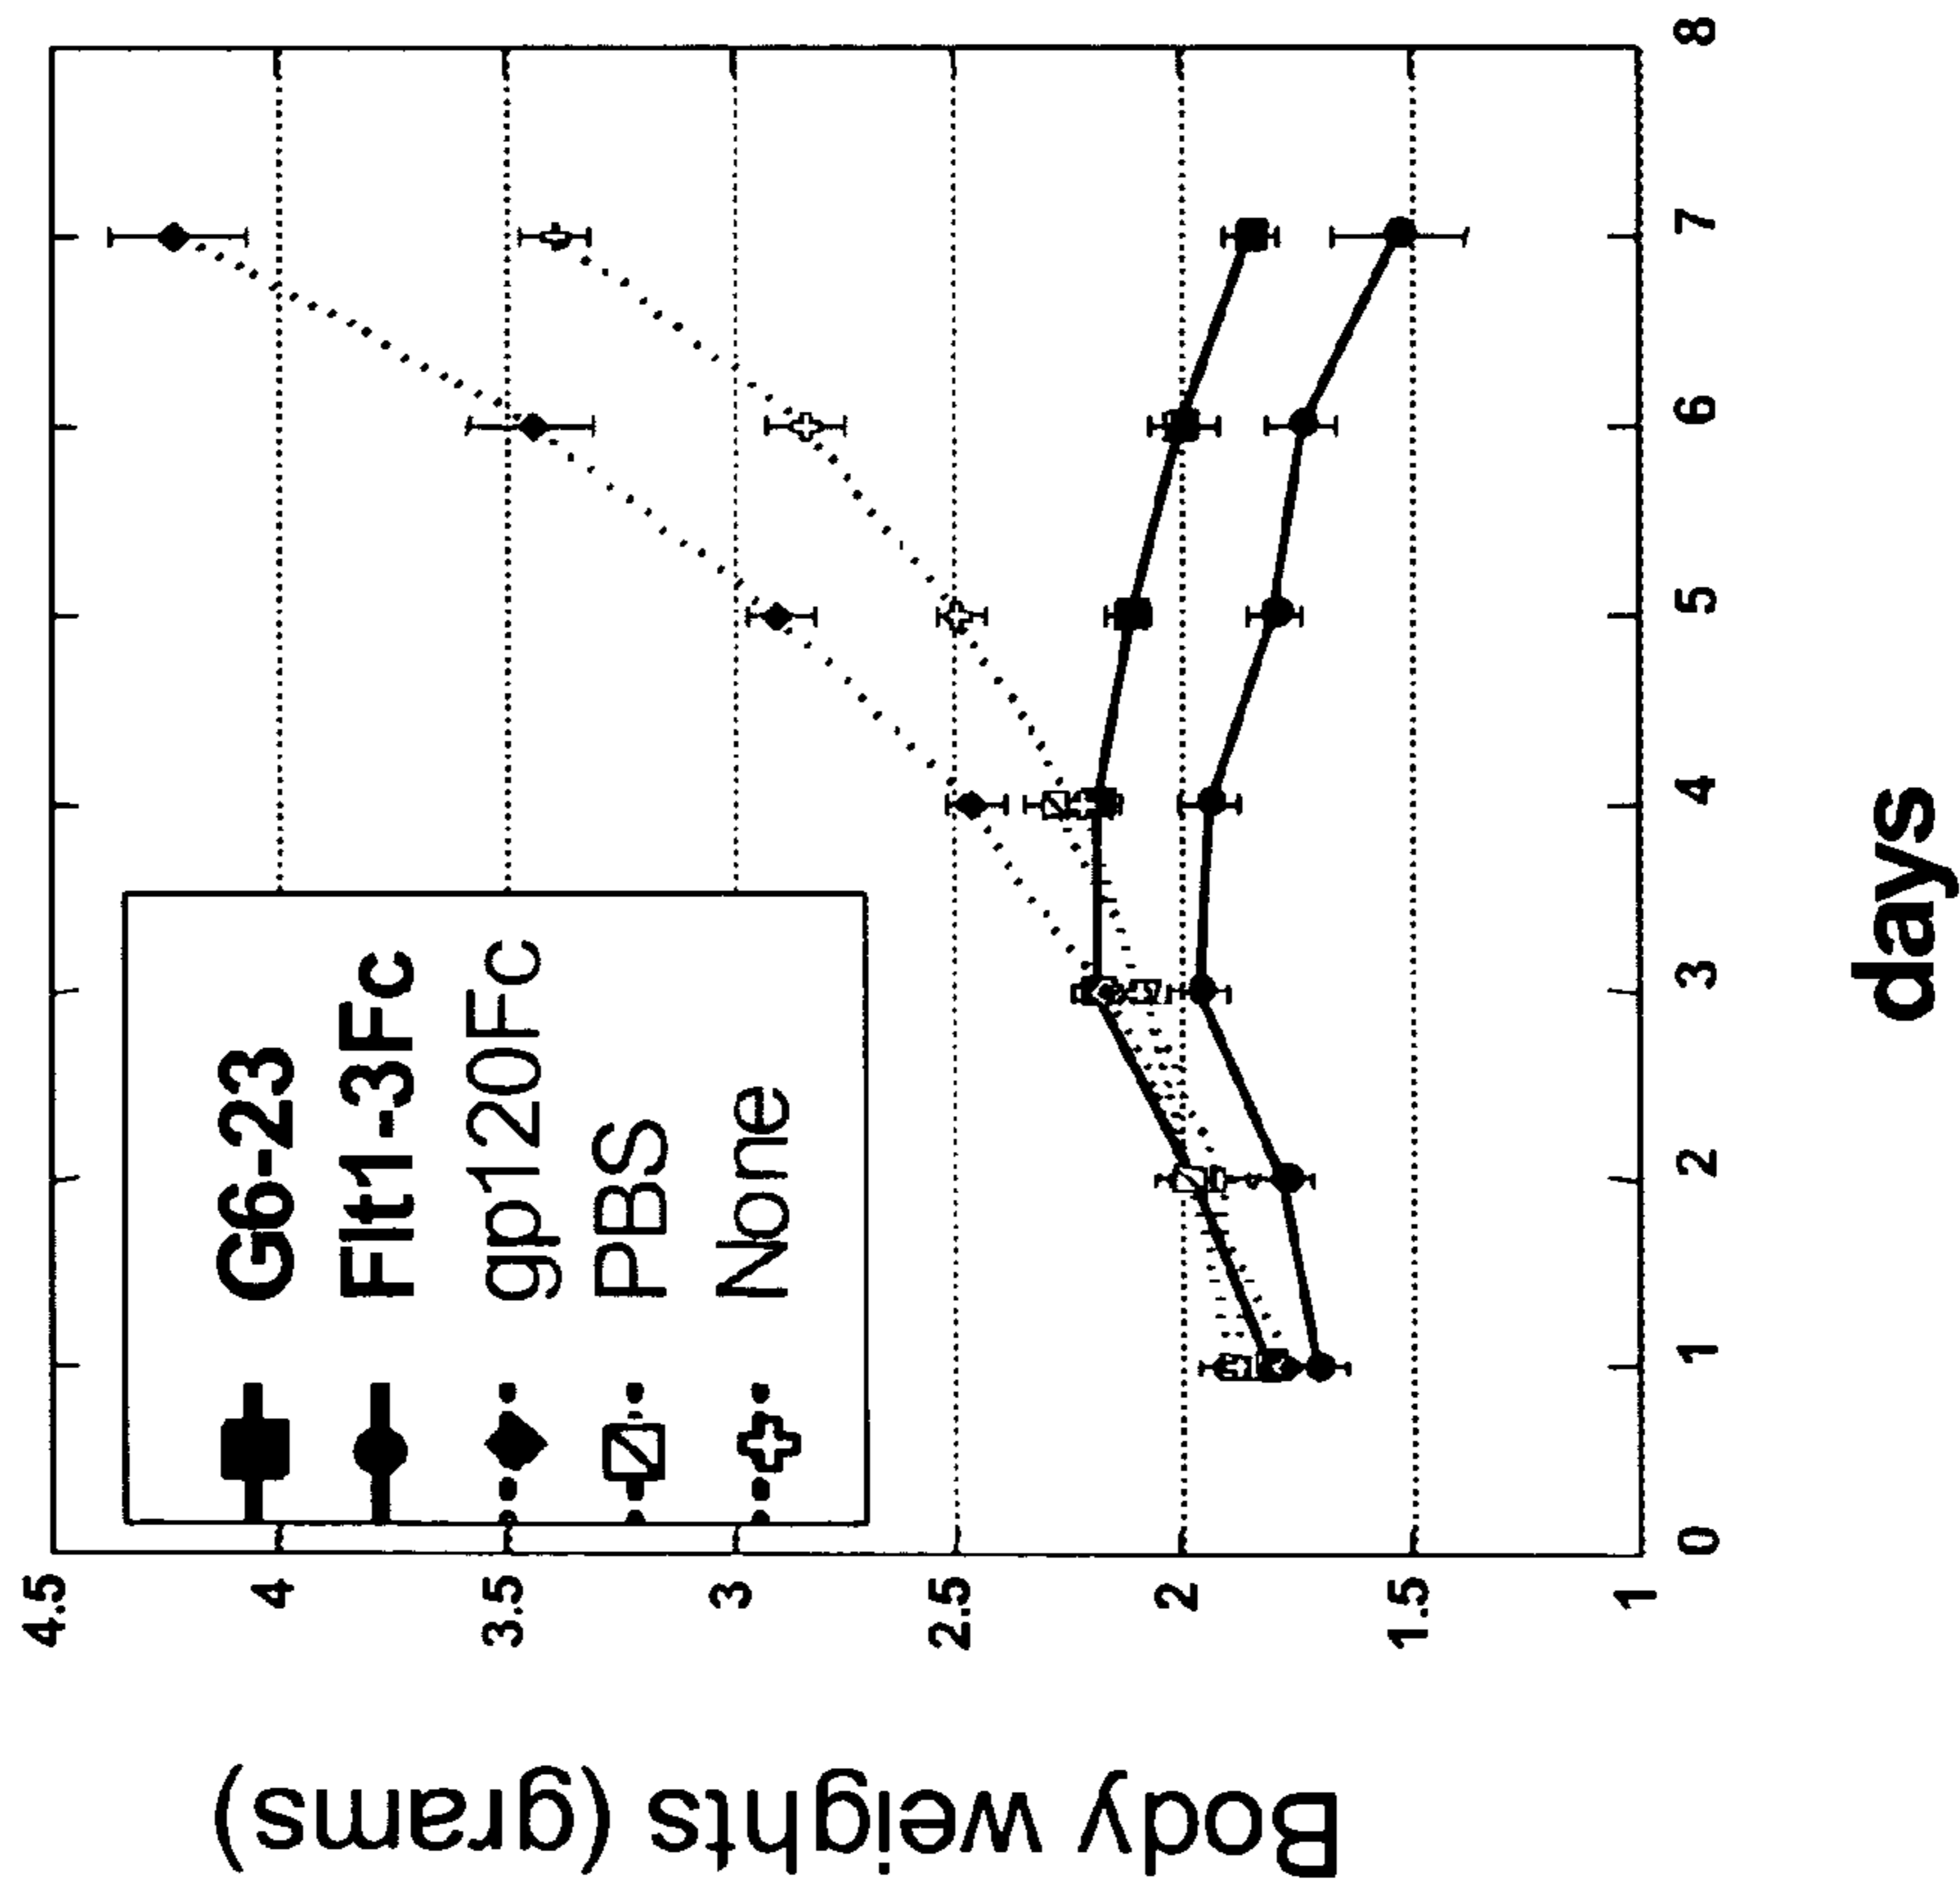 Body weights (grams)
4.5
4
3.5
3
2.5
2
1.5
1
G6-23
Flt1-3Fc
gp120Fc
PBS
None
0 1 2 3 4 5 6 7 8
days